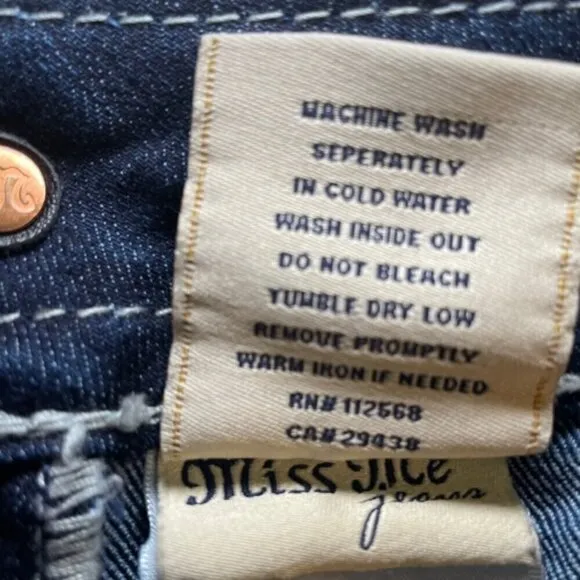 MACHINE WASH
SEPERATELY
IN COLD WATER
WASH INSIDE OUT
DO NOT BLEACH
TUMBLE DRY LOW
REMOVE PROMPTLY
WARM IRON IF NEEDED
RN# 112568
CA# 29438
Miss Me
jeans